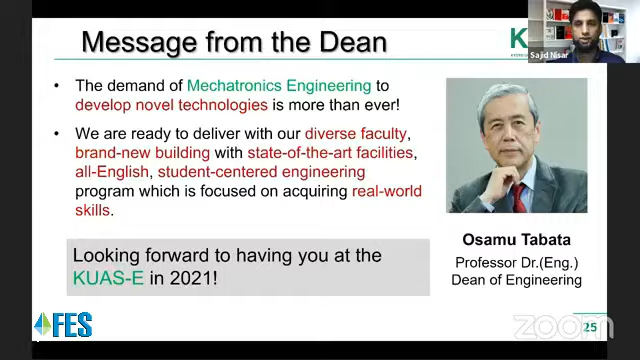 Message from the Dean
K
Sajid Nisar
• The demand of Mechatronics Engineering to
develop novel technologies is more than ever!
• We are ready to deliver with our diverse faculty,
brand-new building with state-of-the-art facilities,
all-English, student-centered engineering
program which is focused on acquiring real-world
skills.
Osamu Tabata
Professor Dr.(Eng.)
Dean of Engineering
Looking forward to having you at the
KUAS-E in 2021!
FES
zoom
25